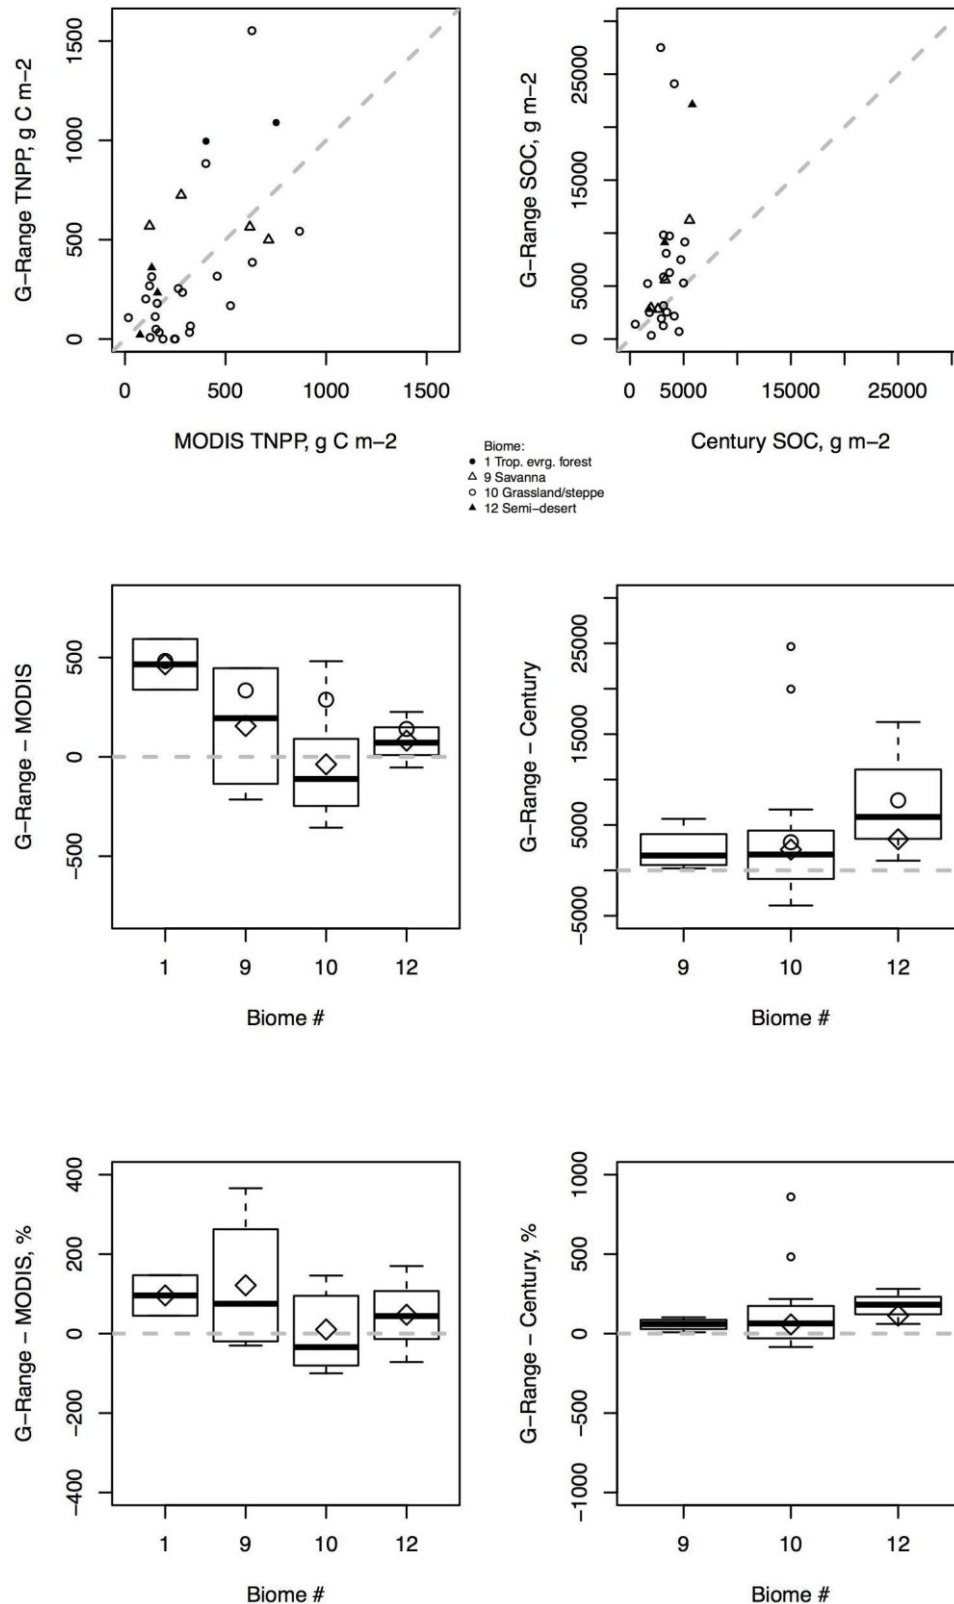 G−Range TNPP, g C m−2
0 500 1000 1500
0 500 1000 1500
MODIS TNPP, g C m−2
G−Range SOC, g m−2
0 5000 15000 25000
0 5000 15000 25000
Century SOC, g m−2
Biome:
1 Trop. evrg. forest
9 Savanna
10 Grassland/steppe
12 Semi−desert
G−Range − MODIS
−500 0 500
1 9 10 12
Biome #
G−Range − Century
−5000 5000 15000 25000
9 10 12
Biome #
G−Range − MODIS, %
−400 −200 0 200 400
1 9 10 12
Biome #
G−Range − Century, %
−1000 −500 0 500 1000
9 10 12
Biome #